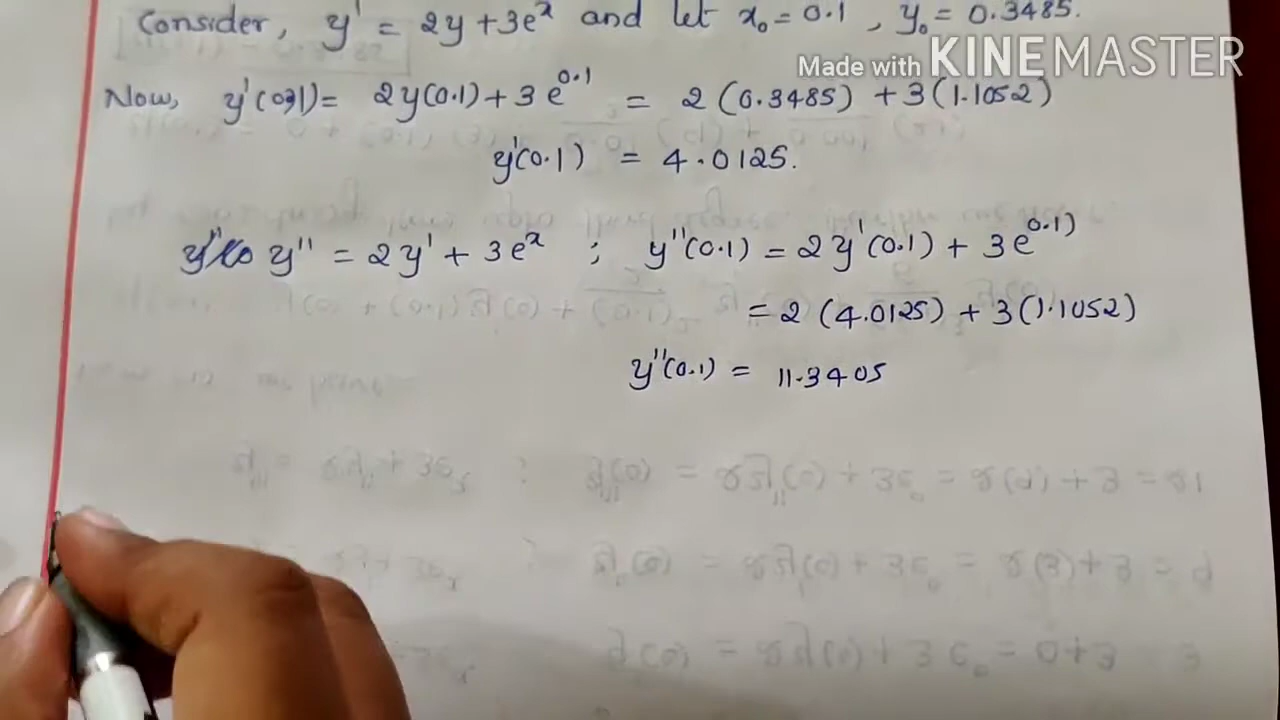 Consider, y' = 2y + 3e^x and let x₀ = 0.1 , y₀ = 0.3485.
Made with KINEMASTER
Now, y'(0.1) = 2y(0.1) + 3e^0.1 = 2(0.3485) + 3(1.1052)
y'(0.1) = 4.0125.
y'' = 2y' + 3e^x ; y''(0.1) = 2y'(0.1) + 3e^0.1)
= 2(4.0125) + 3(1.1052)
y''(0.1) = 11.3405